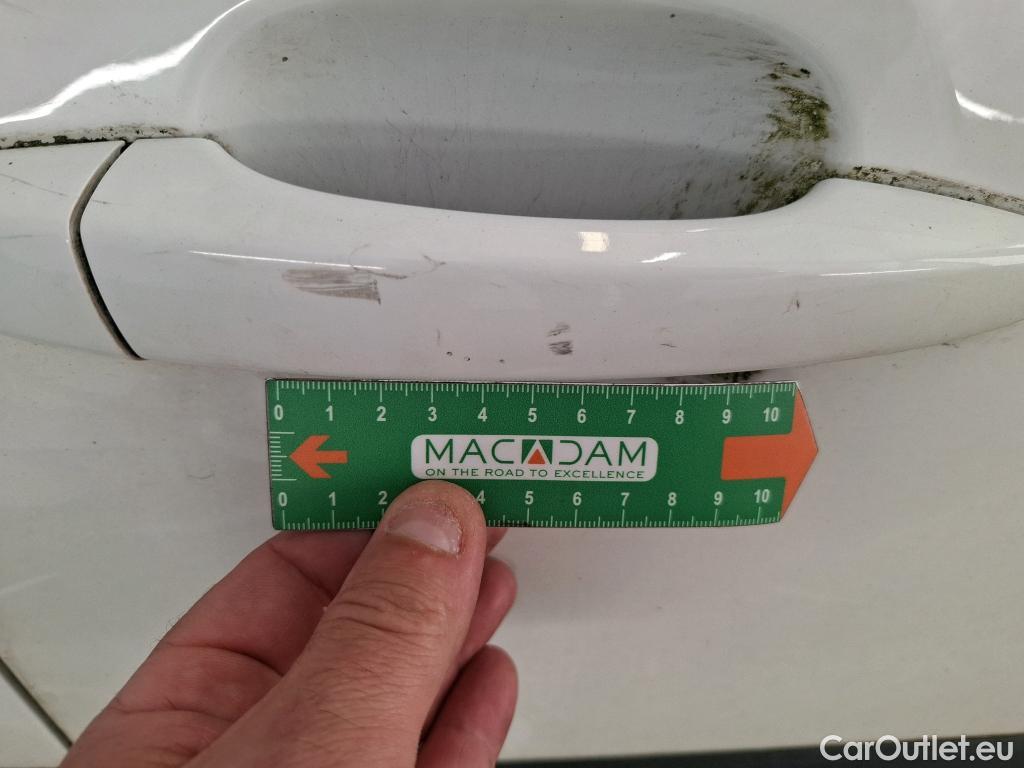 0 1 2 3 4 5 6 7 8 9 10
MACADAM
ON THE ROAD TO EXCELLENCE
0 1 2 4 5 6 7 8 9 10
CarOutlet.eu